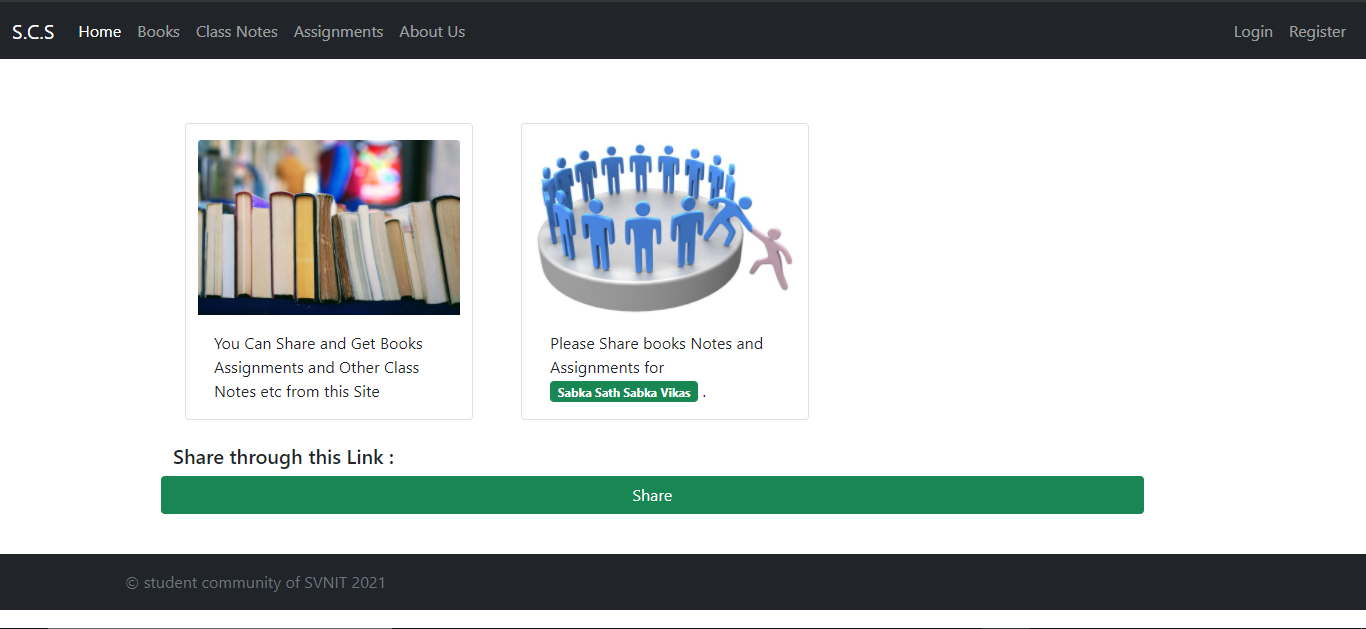 S.C.S Home Books Class Notes Assignments About Us Login Register
You Can Share and Get Books
Assignments and Other Class
Notes etc from this Site
Please Share books Notes and
Assignments for
Sabka Sath Sabka Vikas .
Share through this Link :
Share
© student community of SVNIT 2021